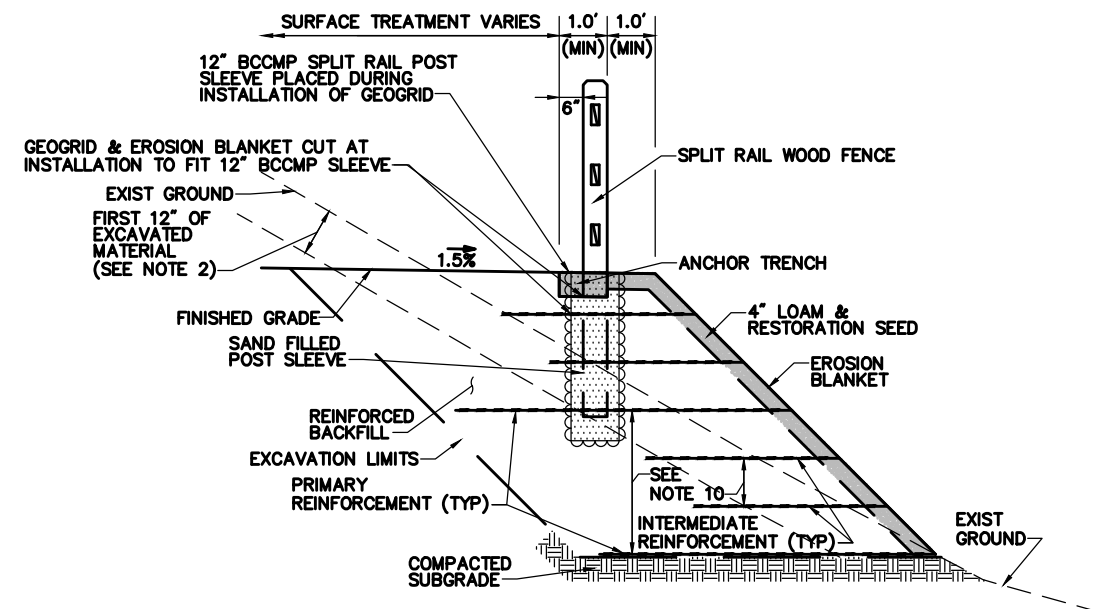 SURFACE TREATMENT VARIES
1.0'
(MIN)
1.0'
(MIN)
12" BCCMP SPLIT RAIL POST
SLEEVE PLACED DURING
INSTALLATION OF GEOGRID
6"
GEOGRID & EROSION BLANKET CUT AT
INSTALLATION TO FIT 12" BCCMP SLEEVE
SPLIT RAIL WOOD FENCE
EXIST GROUND
FIRST 12" OF
EXCAVATED
MATERIAL
(SEE NOTE 2)
1.5%
ANCHOR TRENCH
FINISHED GRADE
4" LOAM &
RESTORATION SEED
SAND FILLED
POST SLEEVE
EROSION
BLANKET
REINFORCED
BACKFILL
EXCAVATION LIMITS
PRIMARY
REINFORCEMENT (TYP)
SEE
NOTE 10
INTERMEDIATE
REINFORCEMENT (TYP)
EXIST
GROUND
COMPACTED
SUBGRADE